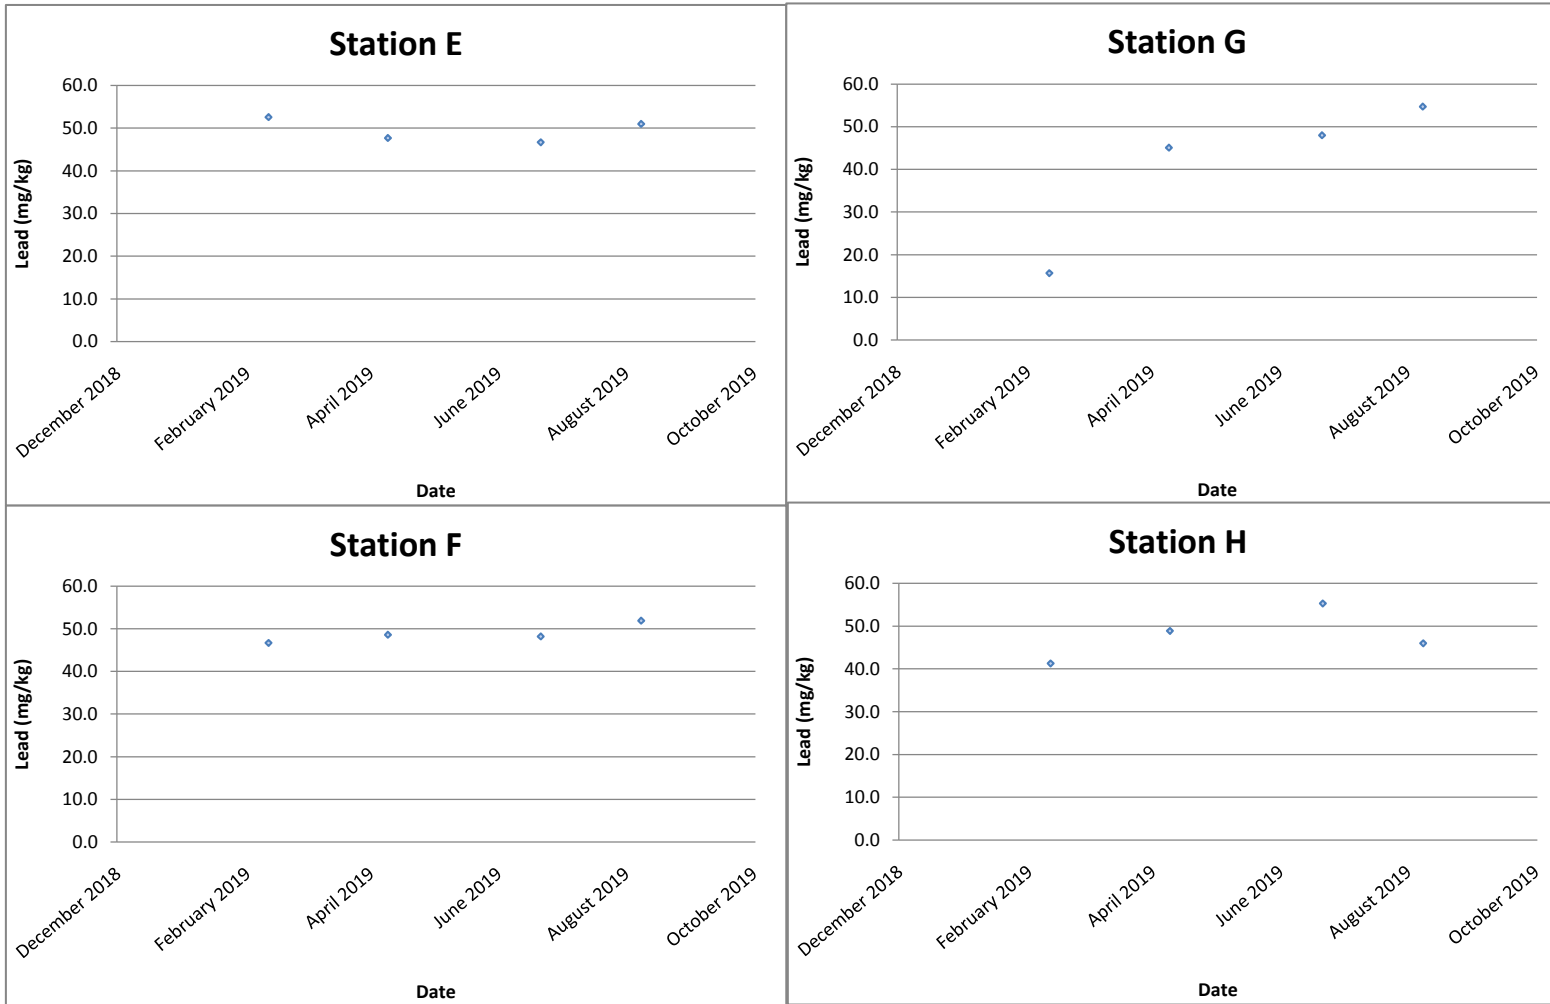 Station E
60.0
50.0
40.0
30.0
20.0
10.0
0.0
Lead (mg/kg)
December 2018
February 2019
April 2019
June 2019
August 2019
October 2019
Date
Station G
60.0
50.0
40.0
30.0
20.0
10.0
0.0
Lead (mg/kg)
December 2018
February 2019
April 2019
June 2019
August 2019
October 2019
Date
Station F
60.0
50.0
40.0
30.0
20.0
10.0
0.0
Lead (mg/kg)
December 2018
February 2019
April 2019
June 2019
August 2019
October 2019
Date
Station H
60.0
50.0
40.0
30.0
20.0
10.0
0.0
Lead (mg/kg)
December 2018
February 2019
April 2019
June 2019
August 2019
October 2019
Date